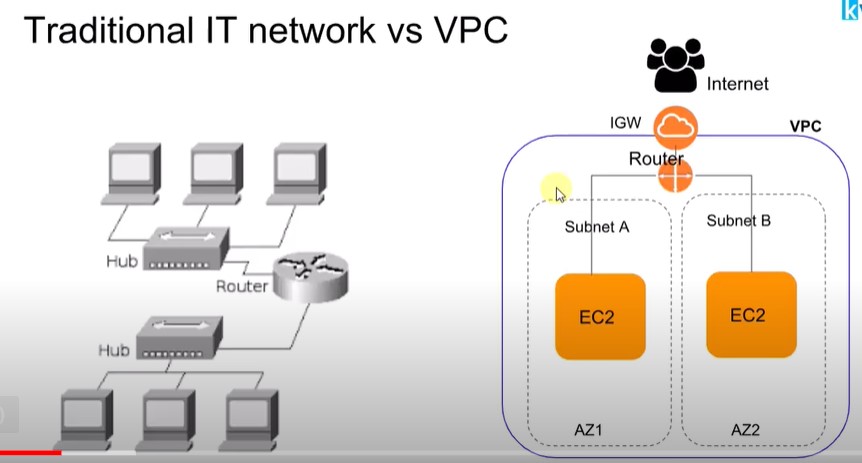 Traditional IT network vs VPC
Internet
IGW
VPC
Router
Subnet A
Subnet B
Hub
Router
EC2
EC2
Hub
AZ1
AZ2